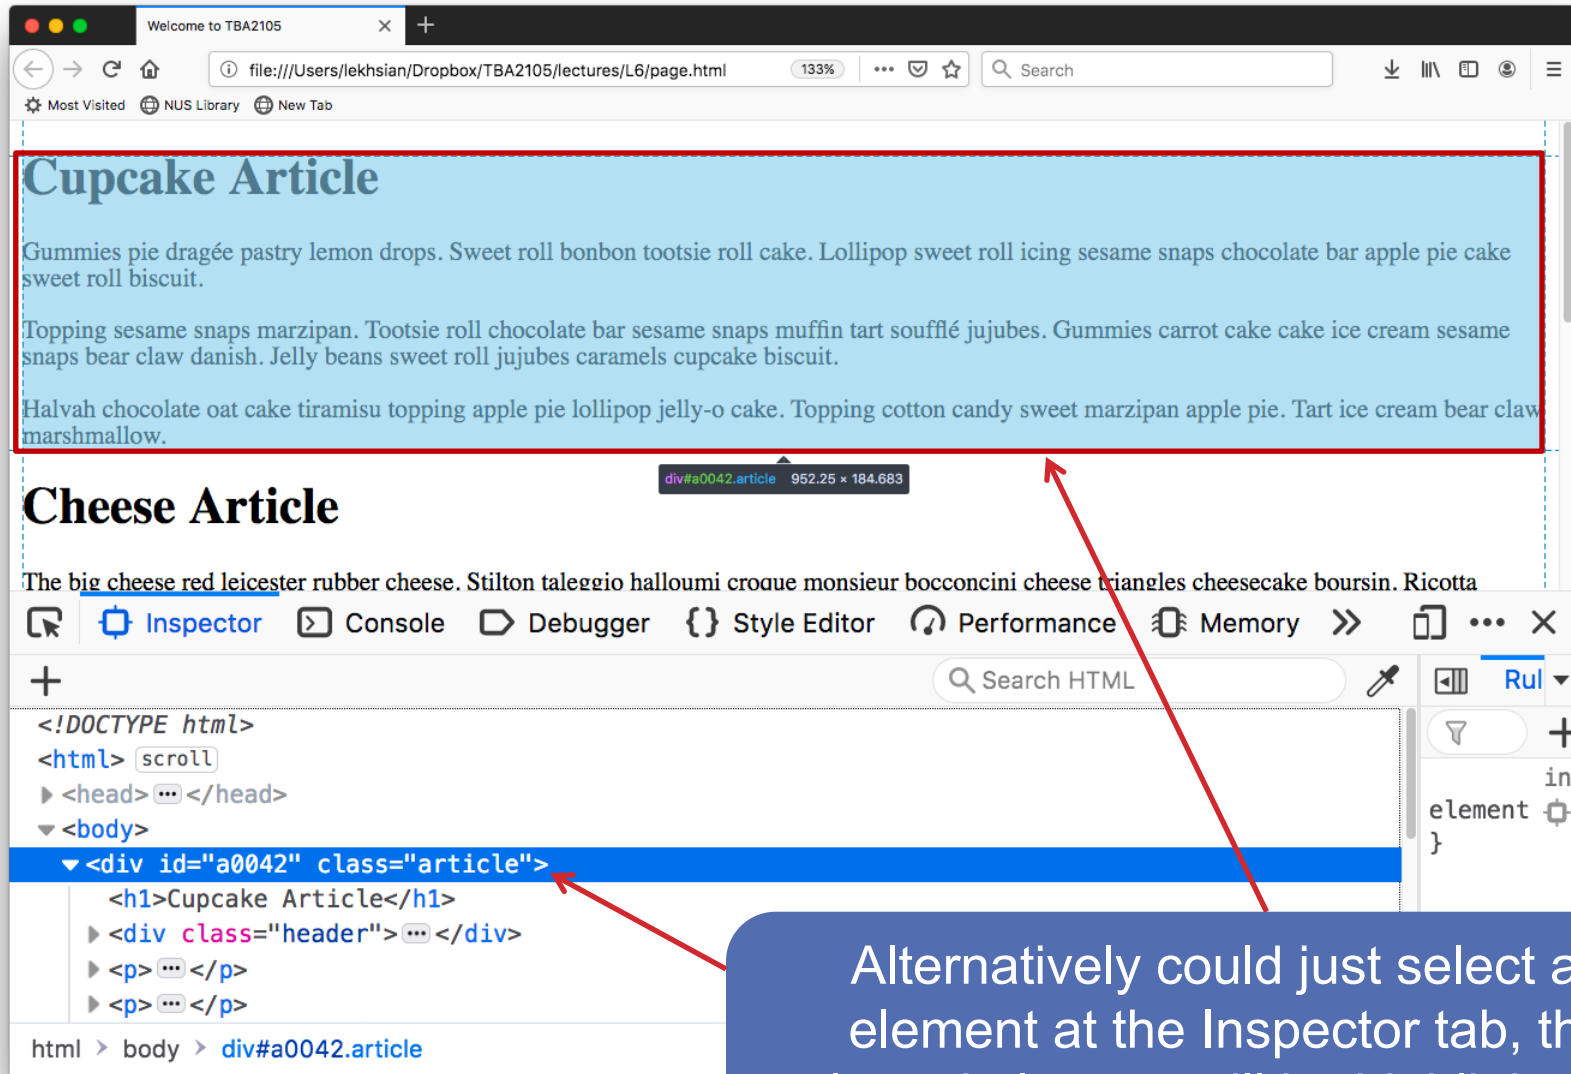 Welcome to TBA2105
file:///Users/lekhsian/Dropbox/TBA2105/lectures/L6/page.html 133% Search
Most Visited NUS Library New Tab
Cupcake Article
Gummies pie dragée pastry lemon drops. Sweet roll bonbon tootsie roll cake. Lollipop sweet roll icing sesame snaps chocolate bar apple pie cake
sweet roll biscuit.
Topping sesame snaps marzipan. Tootsie roll chocolate bar sesame snaps muffin tart soufflé jujubes. Gummies carrot cake cake ice cream sesame
snaps bear claw danish. Jelly beans sweet roll jujubes caramels cupcake biscuit.
Halvah chocolate oat cake tiramisu topping apple pie lollipop jelly-o cake. Topping cotton candy sweet marzipan apple pie. Tart ice cream bear claw
marshmallow.
div#a0042.article 952.25 × 184.683
Cheese Article
The big cheese red leicester rubber cheese. Stilton taleggio halloumi croque monsieur bocconcini cheese triangles cheesecake boursin. Ricotta
Inspector Console Debugger {} Style Editor Performance Memory
Search HTML
Rul
<!DOCTYPE html>
<html> scroll
<head> </head>
<body>
<div id="a0042" class="article">
<h1>Cupcake Article</h1>
<div class="header"> </div>
<p> </p>
<p> </p>
html > body > div#a0042.article
in
element
}
Alternatively could just select a
element at the Inspector tab, th